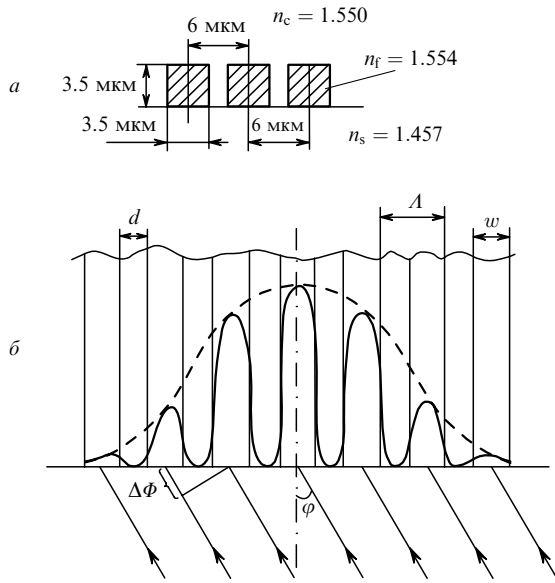 6 мкм
n_c = 1.550
n_f = 1.554
а
3.5 мкм
3.5 мкм
6 мкм
n_s = 1.457
d
Λ
w
б
ΔΦ
φ